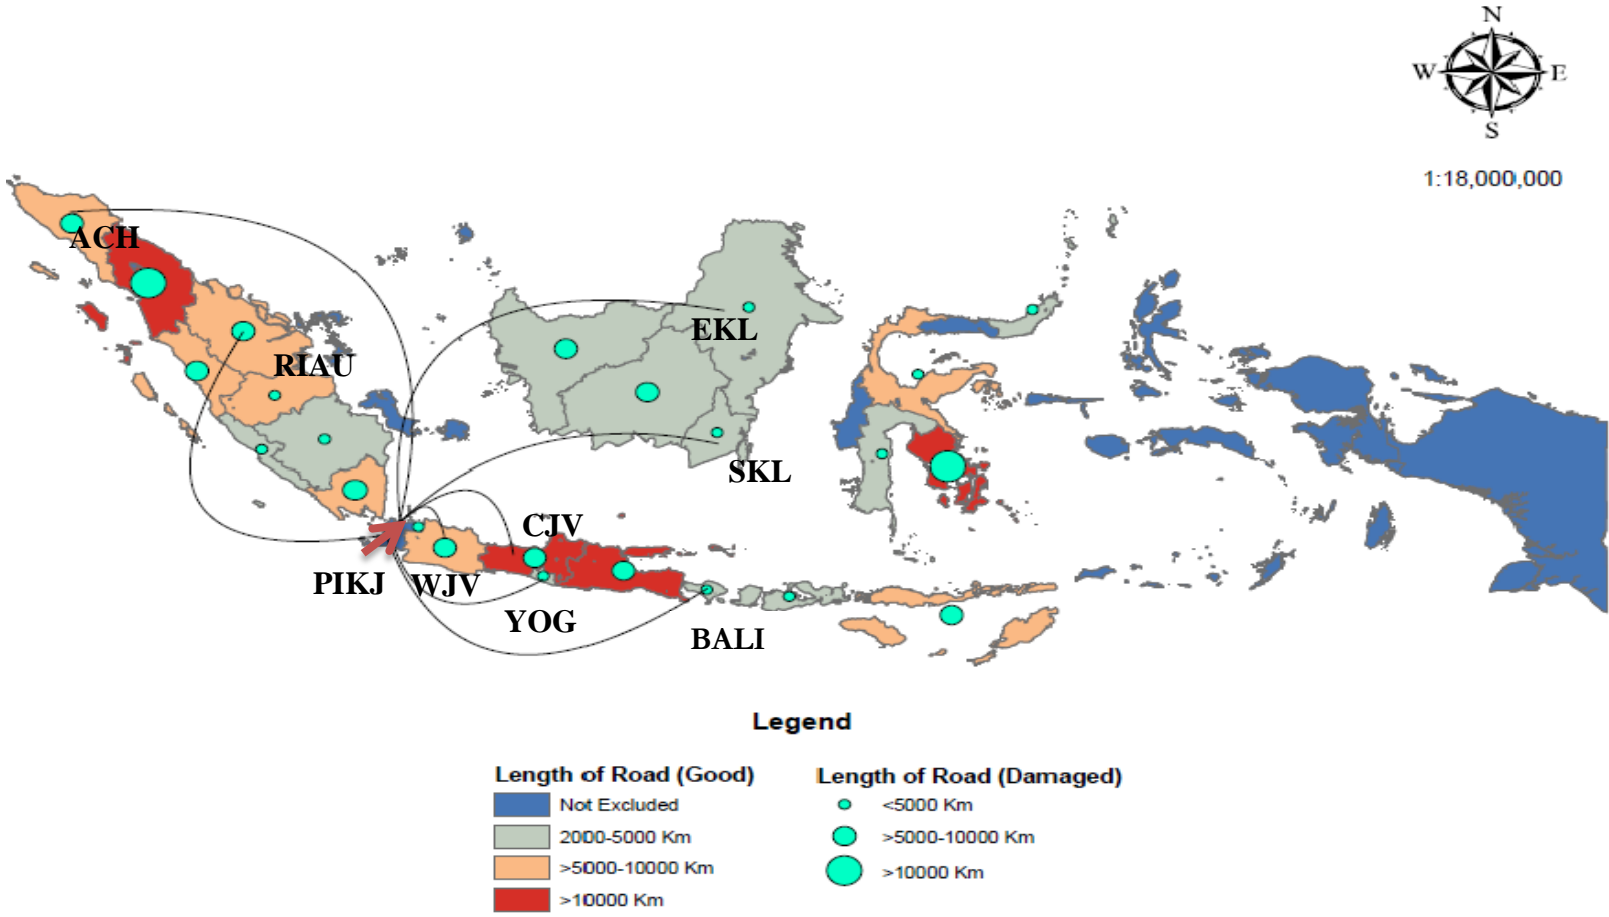 N
W E
S
1:18,000,000
ACH
EKL
RIAU
SKL
CJV
PIKJ WJV
YOG
BALI
Legend
Length of Road (Good)
Not Excluded
2000-5000 Km
>5000-10000 Km
>10000 Km
Length of Road (Damaged)
<5000 Km
>5000-10000 Km
>10000 Km